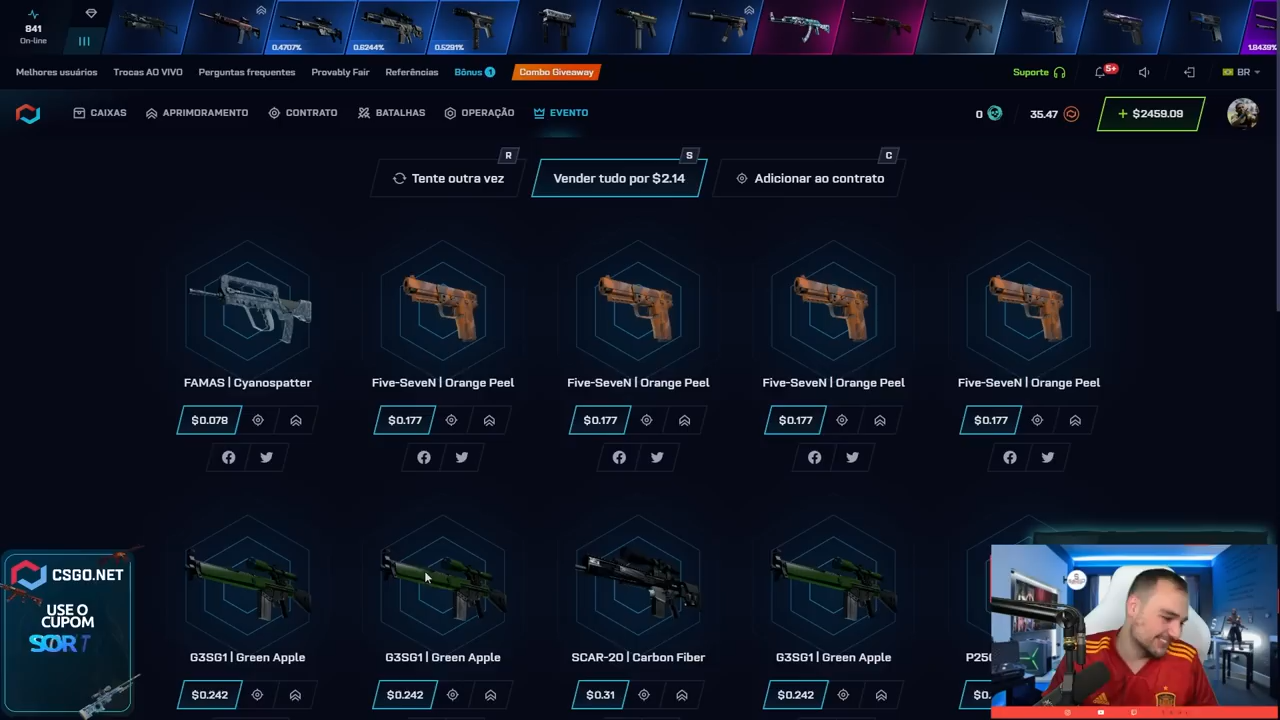 841
On-line
0.4707%
0.6244%
0.5291%
1.8439%
Melhores usuários
Trocas AO VIVO
Perguntas frequentes
Provably Fair
Referências
Bônus 1
Combo Giveaway
Suporte
5+
BR
CAIXAS
APRIMORAMENTO
CONTRATO
BATALHAS
OPERAÇÃO
EVENTO
0
35.47
+ $2459.09
R
S
C
Tente outra vez
Vender tudo por $2.14
Adicionar ao contrato
FAMAS | Cyanospatter
Five-SeveN | Orange Peel
Five-SeveN | Orange Peel
Five-SeveN | Orange Peel
Five-SeveN | Orange Peel
$0.078
$0.177
$0.177
$0.177
$0.177
CSGO.NET
USE O
CUPOM
G3SG1 | Green Apple
G3SG1 | Green Apple
SCAR-20 | Carbon Fiber
G3SG1 | Green Apple
$0.242
$0.242
$0.31
$0.242